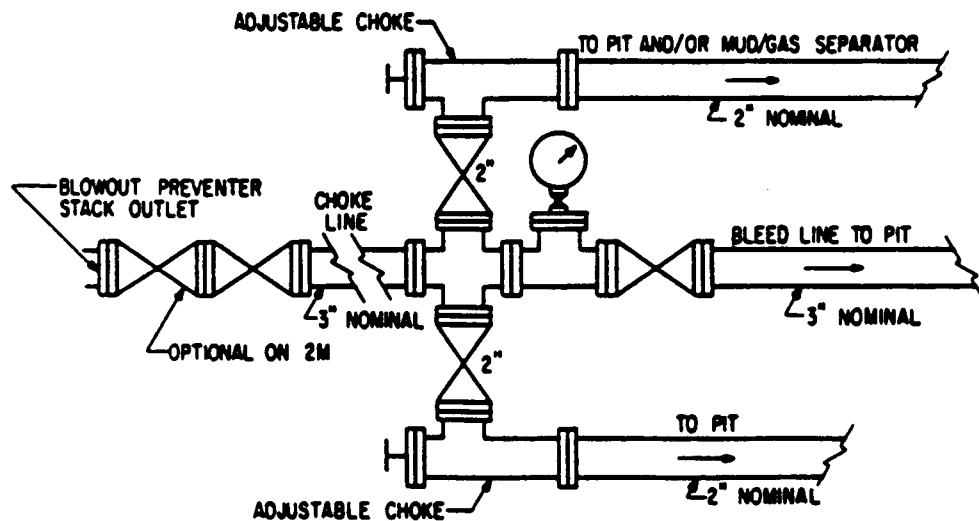 ADJUSTABLE CHOKE
TO PIT AND/OR MUD/GAS SEPARATOR
2" NOMINAL
2"
BLOWOUT PREVENTER
STACK OUTLET
CHOKE
LINE
BLEED LINE TO PIT
3" NOMINAL
3" NOMINAL
OPTIONAL ON 2M
2"
TO PIT
2" NOMINAL
ADJUSTABLE CHOKE